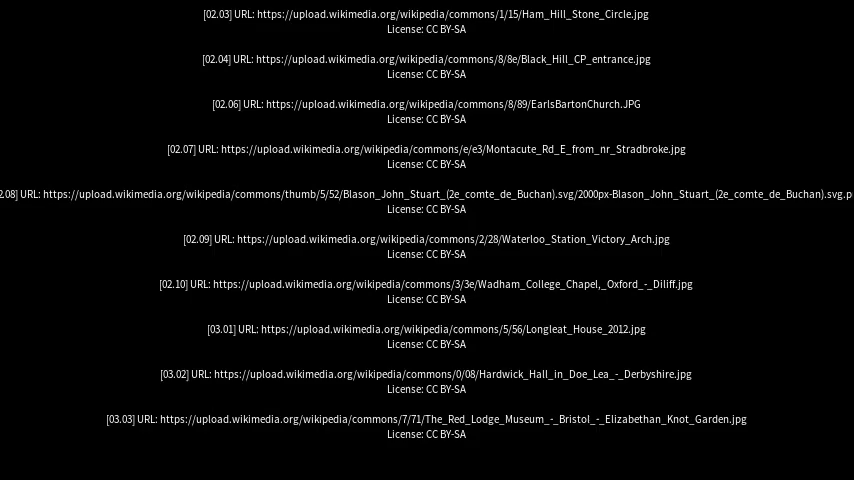 [02.03] URL: https://upload.wikimedia.org/wikipedia/commons/1/15/Ham_Hill_Stone_Circle.jpg
License: CC BY-SA
[02.04] URL: https://upload.wikimedia.org/wikipedia/commons/8/8e/Black_Hill_CP_entrance.jpg
License: CC BY-SA
[02.06] URL: https://upload.wikimedia.org/wikipedia/commons/8/89/EarlsBartonChurch.JPG
License: CC BY-SA
[02.07] URL: https://upload.wikimedia.org/wikipedia/commons/e/e3/Montacute_Rd_E_from_nr_Stradbroke.jpg
License: CC BY-SA
2.08] URL: https://upload.wikimedia.org/wikipedia/commons/thumb/5/52/Blason_John_Stuart_(2e_comte_de_Buchan).svg/2000px-Blason_John_Stuart_(2e_comte_de_Buchan).svg.p
License: CC BY-SA
[02.09] URL: https://upload.wikimedia.org/wikipedia/commons/2/28/Waterloo_Station_Victory_Arch.jpg
License: CC BY-SA
[02.10] URL: https://upload.wikimedia.org/wikipedia/commons/3/3e/Wadham_College_Chapel,_Oxford_-_Diliff.jpg
License: CC BY-SA
[03.01] URL: https://upload.wikimedia.org/wikipedia/commons/5/56/Longleat_House_2012.jpg
License: CC BY-SA
[03.02] URL: https://upload.wikimedia.org/wikipedia/commons/0/08/Hardwick_Hall_in_Doe_Lea_-_Derbyshire.jpg
License: CC BY-SA
[03.03] URL: https://upload.wikimedia.org/wikipedia/commons/7/71/The_Red_Lodge_Museum_-_Bristol_-_Elizabethan_Knot_Garden.jpg
License: CC BY-SA